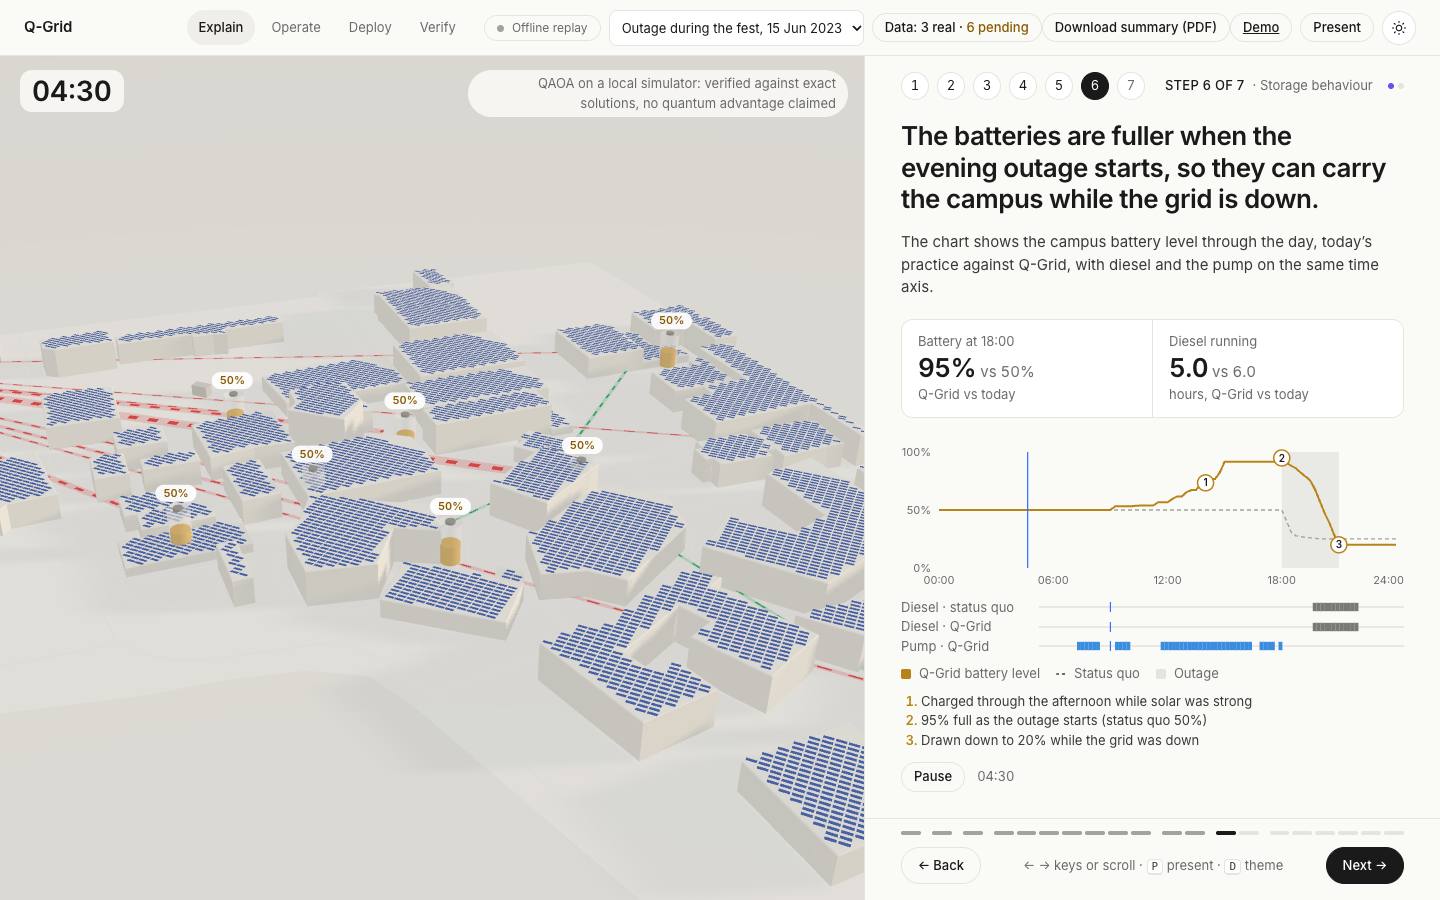 Q-Grid
Explain
Operate
Deploy
Verify
Offline replay
Outage during the fest, 15 Jun 2023
Data: 3 real · 6 pending
Download summary (PDF)
Demo
Present
04:30
QAOA on a local simulator: verified against exact
solutions, no quantum advantage claimed
50%
50%
50%
50%
50%
50%
50%
1 2 3 4 5 6 7
STEP 6 OF 7 · Storage behaviour
The batteries are fuller when the
evening outage starts, so they can carry
the campus while the grid is down.
The chart shows the campus battery level through the day, today’s
practice against Q-Grid, with diesel and the pump on the same time
axis.
Battery at 18:00
95% vs 50%
Q-Grid vs today
Diesel running
5.0 vs 6.0
hours, Q-Grid vs today
100%
50%
0%
1
2
3
00:00
06:00
12:00
18:00
24:00
Diesel · status quo
Diesel · Q-Grid
Pump · Q-Grid
Q-Grid battery level
Status quo
Outage
1. Charged through the afternoon while solar was strong
2. 95% full as the outage starts (status quo 50%)
3. Drawn down to 20% while the grid was down
Pause
04:30
← Back
← → keys or scroll · P present · D theme
Next →